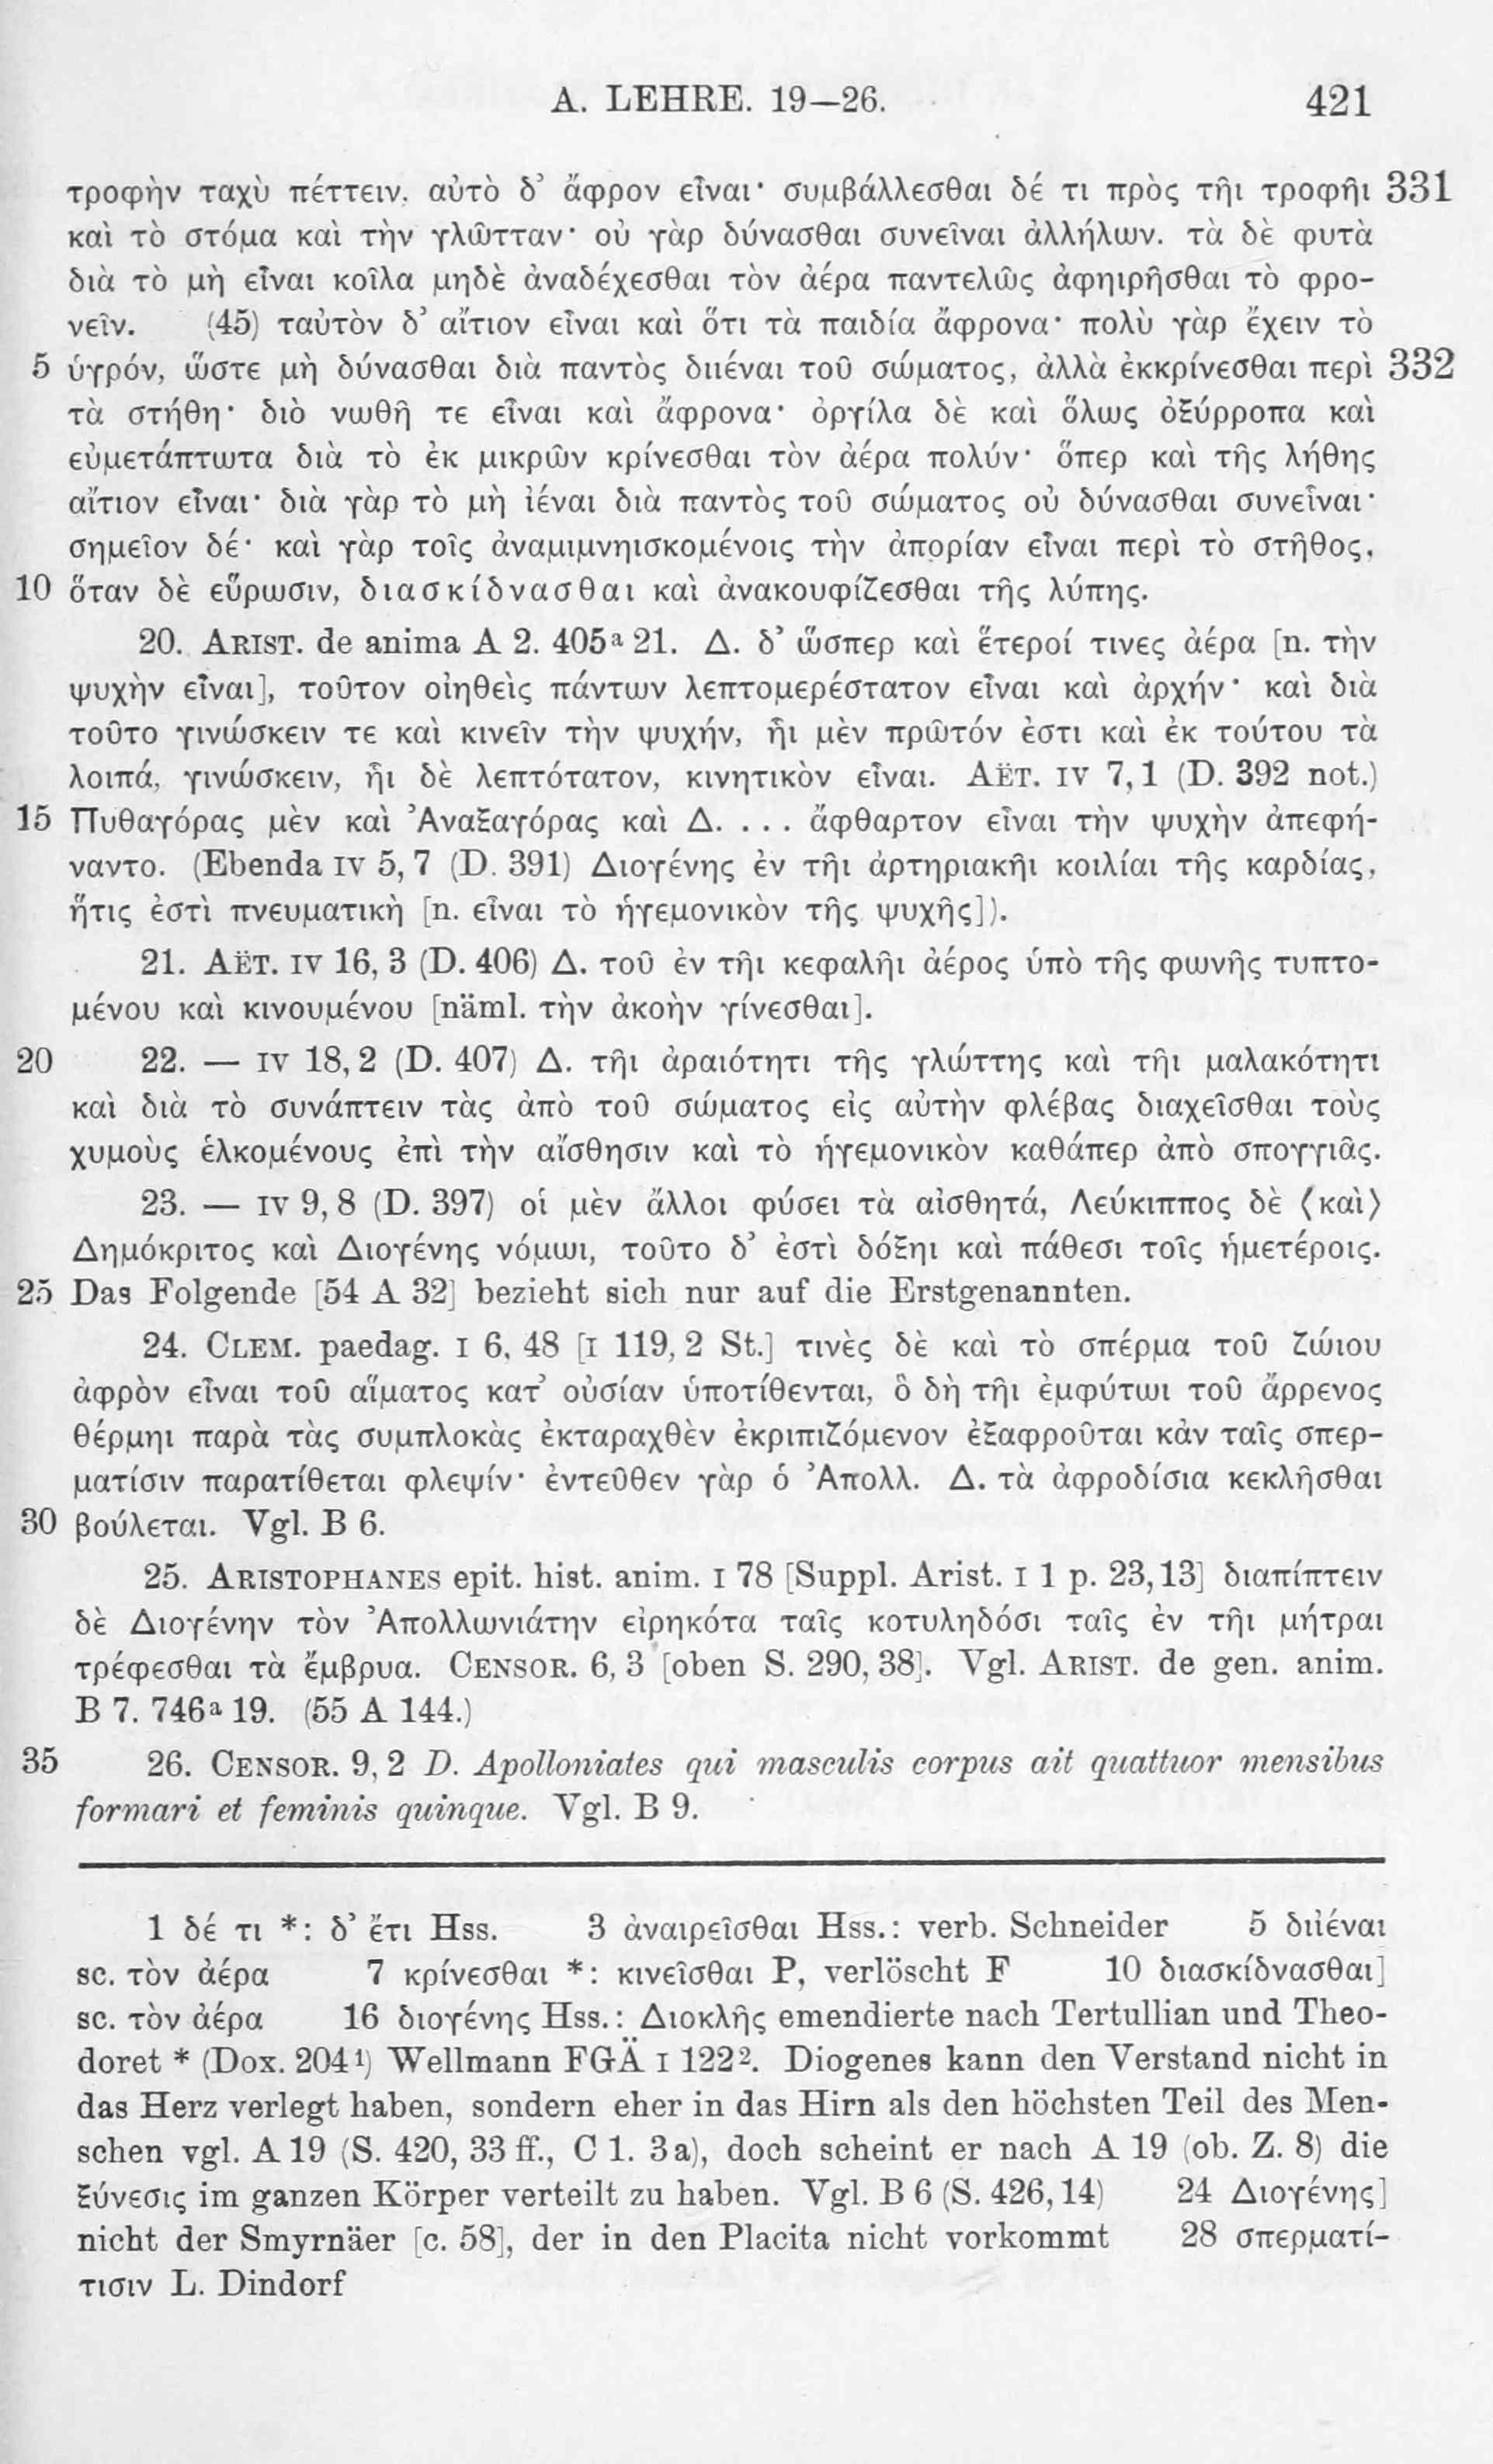 A. LEHRE. 19—26. 421
τροφὴν ταχὺ πέττειν. αὐτὸ δ’ ἄφρον εἶναι· συμβάλλεσθαι δέ τι πρὸς τῆι τροφῆι 331
καὶ τὸ στόμα καὶ τὴν γλῶτταν· οὐ γὰρ δύνασθαι συνεῖναι ἀλλήλων. τὰ δὲ φυτὰ
διὰ τὸ μὴ εἶναι κοῖλα μηδὲ ἀναδέχεσθαι τὸν ἀέρα παντελῶς ἀφηιρῆσθαι τὸ φρο-
νεῖν. (45) ταὐτὸν δ’ αἴτιον εἶναι καὶ ὅτι τὰ παιδία ἄφρονα· πολὺ γὰρ ἔχειν τὸ
5 ὑγρόν, ὥστε μὴ δύνασθαι διὰ παντὸς διιέναι τοῦ σώματος, ἀλλὰ ἐκκρίνεσθαι περὶ 332
τὰ στήθη· διὸ νωθῆ τε εἶναι καὶ ἄφρονα· ὀργίλα δὲ καὶ ὅλως ὀξύρροπα καὶ
εὐμετάπτωτα διὰ τὸ ἐκ μικρῶν κρίνεσθαι τὸν ἀέρα πολύν· ὅπερ καὶ τῆς λήθης
αἴτιον εἶναι· διὰ γὰρ τὸ μὴ ἰέναι διὰ παντὸς τοῦ σώματος οὐ δύνασθαι συνεῖναι·
σημεῖον δέ· καὶ γὰρ τοῖς ἀναμιμνηισκομένοις τὴν ἀπορίαν εἶναι περὶ τὸ στῆθος,
10 ὅταν δὲ εὕρωσιν, διασκίδνασθαι καὶ ἀνακουφίζεσθαι τῆς λύπης.
20. ARIST. de anima A 2. 405ᵃ 21. Δ. δ’ ὥσπερ καὶ ἕτεροί τινες ἀέρα [n. τὴν
ψυχὴν εἶναι], τοῦτον οἰηθεὶς πάντων λεπτομερέστατον εἶναι καὶ ἀρχήν· καὶ διὰ
τοῦτο γινώσκειν τε καὶ κινεῖν τὴν ψυχήν, ἧι μὲν πρῶτόν ἐστι καὶ ἐκ τούτου τὰ
λοιπά, γινώσκειν, ἧι δὲ λεπτότατον, κινητικὸν εἶναι. AËT. IV 7, 1 (D. 392 not.)
15 Πυθαγόρας μὲν καὶ Ἀναξαγόρας καὶ Δ. ... ἄφθαρτον εἶναι τὴν ψυχὴν ἀπεφή-
ναντο. (Ebenda IV 5, 7 (D. 391) Διογένης ἐν τῆι ἀρτηριακῆι κοιλίαι τῆς καρδίας,
ἥτις ἐστὶ πνευματικὴ [n. εἶναι τὸ ἡγεμονικὸν τῆς ψυχῆς]).
21. AËT. IV 16, 3 (D. 406) Δ. τοῦ ἐν τῆι κεφαλῆι ἀέρος ὑπὸ τῆς φωνῆς τυπτο-
μένου καὶ κινουμένου [näml. τὴν ἀκοὴν γίνεσθαι].
20 22. — IV 18, 2 (D. 407) Δ. τῆι ἀραιότητι τῆς γλώττης καὶ τῆι μαλακότητι
καὶ διὰ τὸ συνάπτειν τὰς ἀπὸ τοῦ σώματος εἰς αὐτὴν φλέβας διαχεῖσθαι τοὺς
χυμοὺς ἑλκομένους ἐπὶ τὴν αἴσθησιν καὶ τὸ ἡγεμονικὸν καθάπερ ἀπὸ σπογγιᾶς.
23. — IV 9, 8 (D. 397) οἱ μὲν ἄλλοι φύσει τὰ αἰσθητά, Λεύκιππος δὲ ⟨καὶ⟩
Δημόκριτος καὶ Διογένης νόμωι, τοῦτο δ’ ἐστὶ δόξηι καὶ πάθεσι τοῖς ἡμετέροις.
25 Das Folgende [54 A 32] bezieht sich nur auf die Erstgenannten.
24. CLEM. paedag. I 6, 48 [I 119, 2 St.] τινὲς δὲ καὶ τὸ σπέρμα τοῦ ζώιου
ἀφρὸν εἶναι τοῦ αἵματος κατ’ οὐσίαν ὑποτίθενται, ὃ δὴ τῆι ἐμφύτωι τοῦ ἄρρενος
θέρμηι παρὰ τὰς συμπλοκὰς ἐκταραχθὲν ἐκριπιζόμενον ἐξαφροῦται κἀν ταῖς σπερ-
ματίσιν παρατίθεται φλεψίν· ἐντεῦθεν γὰρ ὁ Ἀπολλ. Δ. τὰ ἀφροδίσια κεκλῆσθαι
30 βούλεται. Vgl. B 6.
25. ARISTOPHANES epit. hist. anim. I 78 [Suppl. Arist. I 1 p. 23, 13] διαπίπτειν
δὲ Διογένην τὸν Ἀπολλωνιάτην εἰρηκότα ταῖς κοτυληδόσι ταῖς ἐν τῆι μήτραι
τρέφεσθαι τὰ ἔμβρυα. CENSOR. 6, 3 [oben S. 290, 38]. Vgl. ARIST. de gen. anim.
B 7. 746ᵃ 19. (55 A 144.)
35 26. CENSOR. 9, 2 D. Apolloniates qui masculis corpus ait quattuor mensibus
formari et feminis quinque. Vgl. B 9.
1 δέ τι *: δ’ ἔτι Hss. 3 ἀναιρεῖσθαι Hss.: verb. Schneider 5 διιέναι
sc. τὸν ἀέρα 7 κρίνεσθαι *: κινεῖσθαι P, verlöscht F 10 διασκίδνασθαι]
sc. τὸν ἀέρα 16 διογένης Hss.: Διοκλῆς emendierte nach Tertullian und Theo-
doret * (Dox. 204¹) Wellmann FGÄ I 122². Diogenes kann den Verstand nicht in
das Herz verlegt haben, sondern eher in das Hirn als den höchsten Teil des Men-
schen vgl. A 19 (S. 420, 33 ff., C 1. 3a), doch scheint er nach A 19 (ob. Z. 8) die
ξύνεσις im ganzen Körper verteilt zu haben. Vgl. B 6 (S. 426, 14) 24 Διογένης]
nicht der Smyrnäer [c. 58], der in den Placita nicht vorkommt 28 σπερματί-
τισιν L. Dindorf